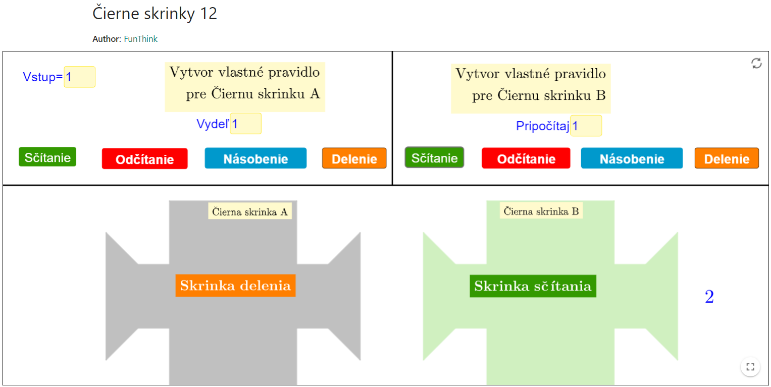 Čierne skrinky 12
Author: FunThink
Vstup= 1
Vytvor vlastné pravidlo
pre Čiernu skrinku A
Vydeľ 1
Sčítanie
Odčítanie
Násobenie
Delenie
Vytvor vlastné pravidlo
pre Čiernu skrinku B
Pripočítaj 1
Sčítanie
Odčítanie
Násobenie
Delenie
Čierna skrinka A
Skrinka delenia
Čierna skrinka B
Skrinka sčítania
2